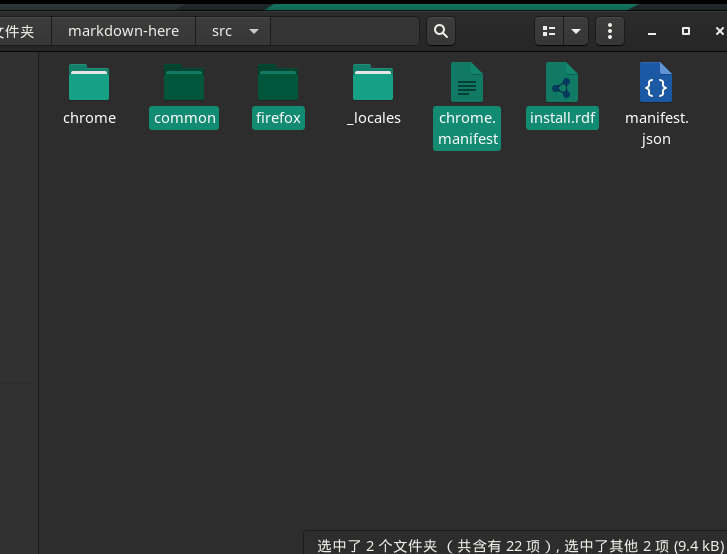 文件夹
markdown-here
src
chrome
common
firefox
_locales
chrome.
manifest
install.rdf
manifest.
json
选中了 2 个文件夹 （ 共含有 22 项 ）, 选中了其他 2 项 (9.4 kB)